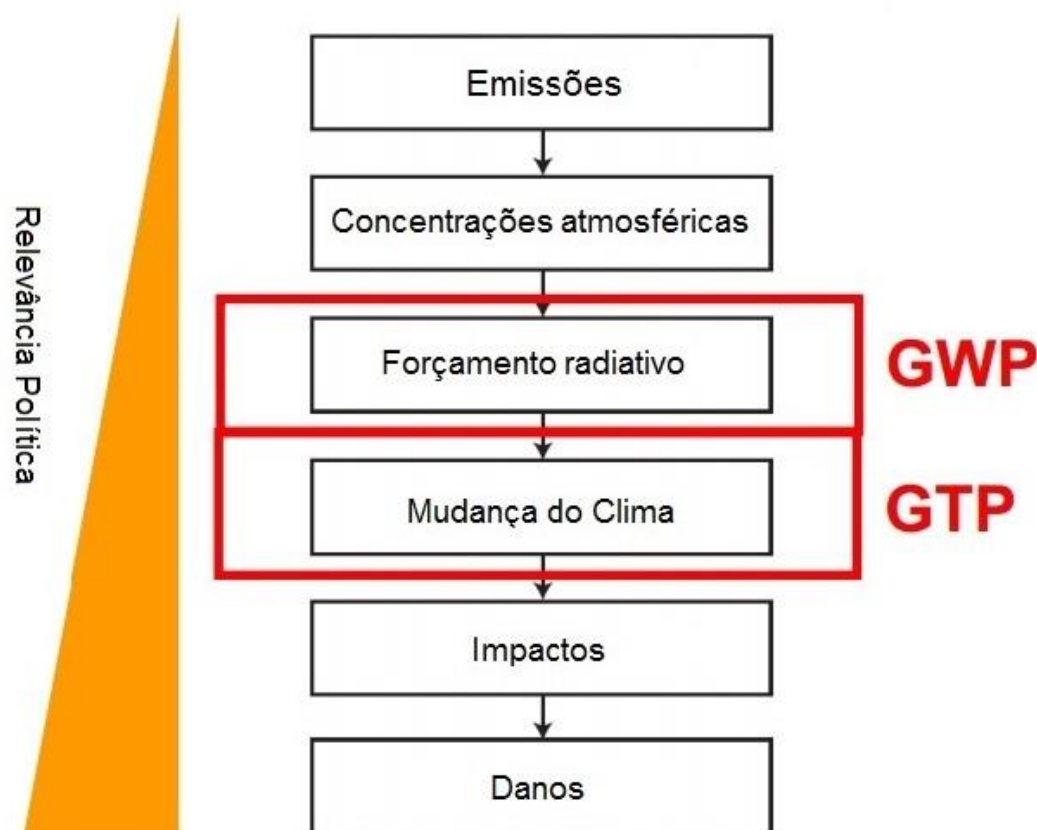 Relevância Política
Emissões
Concentrações atmosféricas
Forçamento radiativo
GWP
Mudança do Clima
GTP
Impactos
Danos